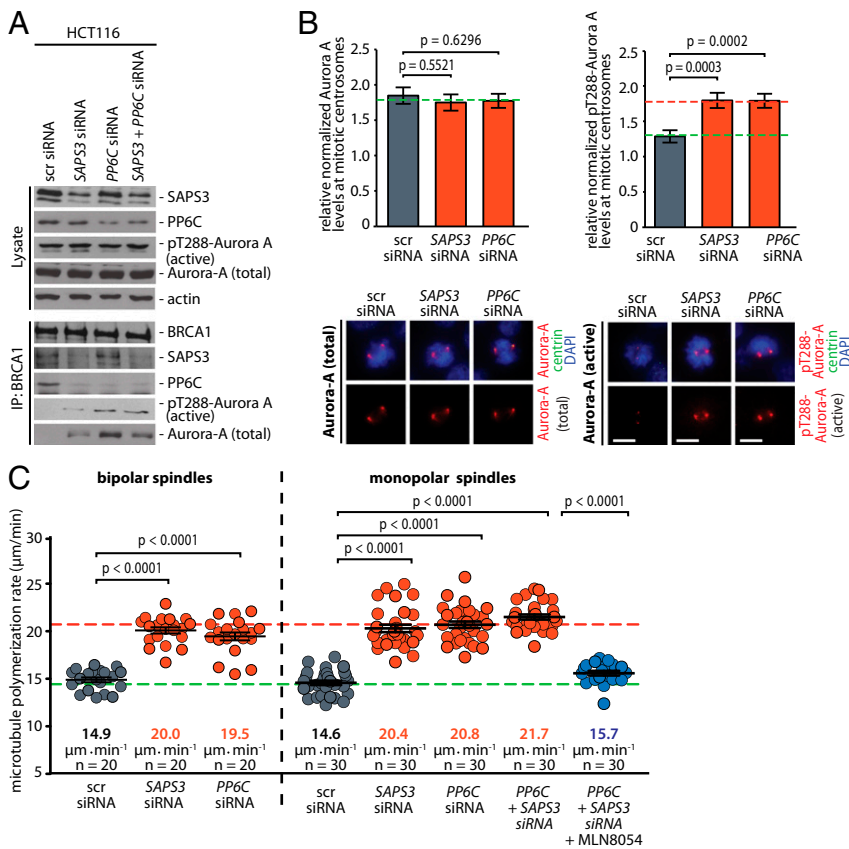 A
HCT116
scr siRNA
SAPS3 siRNA
PP6C siRNA
SAPS3 + PP6C siRNA
Lysate
- SAPS3
- PP6C
- pT288-Aurora A
(active)
- Aurora-A (total)
- actin
IP: BRCA1
- BRCA1
- SAPS3
- PP6C
- pT288-Aurora A
(active)
- Aurora-A (total)
B
relative normalized Aurora A
levels at mitotic centrosomes
2.5
2.0
1.5
1.0
0.5
0
p = 0.6296
p = 0.5521
scr
siRNA
SAPS3
siRNA
PP6C
siRNA
relative normalized pT288-Aurora A
levels at mitotic centrosomes
2.5
2.0
1.5
1.0
0.5
0
p = 0.0002
p = 0.0003
scr
siRNA
SAPS3
siRNA
PP6C
siRNA
scr
siRNA
SAPS3
siRNA
PP6C
siRNA
Aurora-A (total)
Aurora-A
centrin
DAPI
Aurora-A
(total)
scr
siRNA
SAPS3
siRNA
PP6C
siRNA
Aurora-A (active)
pT288-
Aurora-A
centrin
DAPI
pT288-
Aurora-A
(active)
C
bipolar spindles
monopolar spindles
microtubule polymerization rate (µm/min)
30
25
20
15
10
5
p < 0.0001
p < 0.0001
p < 0.0001
p < 0.0001
p < 0.0001
p < 0.0001
14.9
µm·min⁻¹
n = 20
20.0
µm·min⁻¹
n = 20
19.5
µm·min⁻¹
n = 20
14.6
µm·min⁻¹
n = 30
20.4
µm·min⁻¹
n = 30
20.8
µm·min⁻¹
n = 30
21.7
µm·min⁻¹
n = 30
15.7
µm·min⁻¹
n = 30
scr
siRNA
SAPS3
siRNA
PP6C
siRNA
scr
siRNA
SAPS3
siRNA
PP6C
siRNA
PP6C
+ SAPS3
siRNA
PP6C
+ SAPS3
siRNA
+ MLN8054